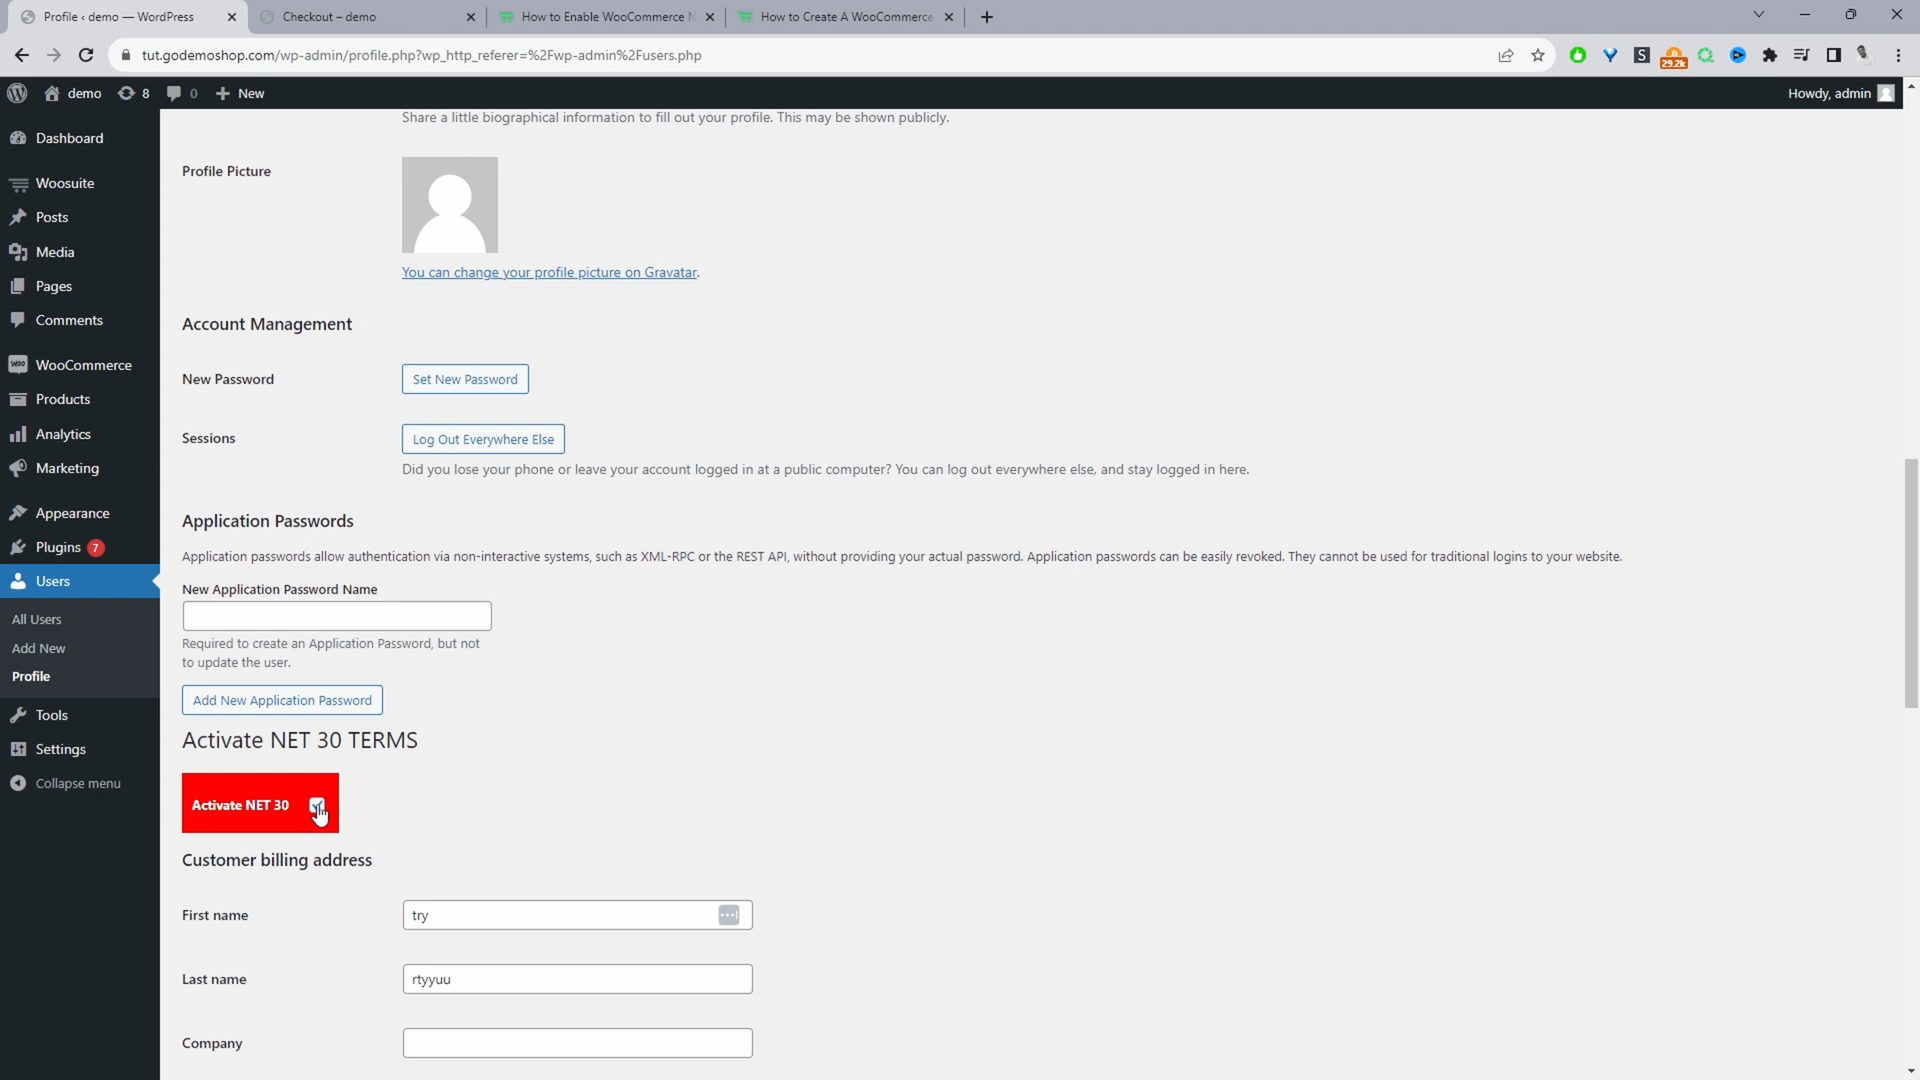 Profile ‹ demo — WordPress
Checkout – demo
How to Enable WooCommerce N
How to Create A WooCommerce
tut.godemoshop.com/wp-admin/profile.php?wp_http_referer=%2Fwp-admin%2Fusers.php
S
29.2k
demo
8
0
New
Howdy, admin
Dashboard
Woosuite
Posts
Media
Pages
Comments
WooCommerce
Products
Analytics
Marketing
Appearance
Plugins 7
Users
All Users
Add New
Profile
Tools
Settings
Collapse menu
Share a little biographical information to fill out your profile. This may be shown publicly.
Profile Picture
You can change your profile picture on Gravatar.
Account Management
New Password
Set New Password
Sessions
Log Out Everywhere Else
Did you lose your phone or leave your account logged in at a public computer? You can log out everywhere else, and stay logged in here.
Application Passwords
Application passwords allow authentication via non-interactive systems, such as XML-RPC or the REST API, without providing your actual password. Application passwords can be easily revoked. They cannot be used for traditional logins to your website.
New Application Password Name
Required to create an Application Password, but not
to update the user.
Add New Application Password
Activate NET 30 TERMS
Activate NET 30
Customer billing address
First name
try
Last name
rtyyuu
Company